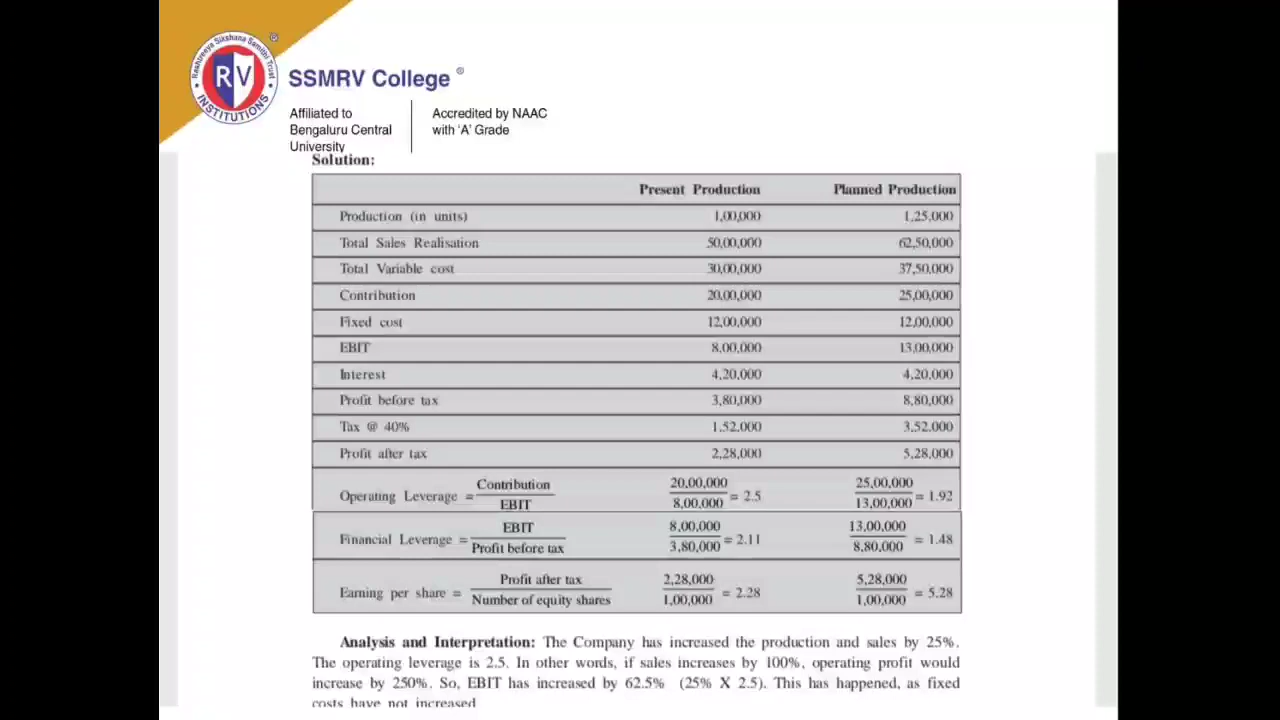 Rashtreeya Sikshana Samithi Trust
RV
INSTITUTIONS
®
SSMRV College ®
Affiliated to
Bengaluru Central
University
Accredited by NAAC
with ‘A’ Grade
Solution:
Present Production Planned Production
Production (in units) 1,00,000 1,25,000
Total Sales Realisation 50,00,000 62,50,000
Total Variable cost 30,00,000 37,50,000
Contribution 20,00,000 25,00,000
Fixed cost 12,00,000 12,00,000
EBIT 8,00,000 13,00,000
Interest 4,20,000 4,20,000
Profit before tax 3,80,000 8,80,000
Tax @ 40% 1,52,000 3,52,000
Profit after tax 2,28,000 5,28,000
Operating Leverage = Contribution / EBIT 20,00,000 / 8,00,000 = 2.5 25,00,000 / 13,00,000 = 1.92
Financial Leverage = EBIT / Profit before tax 8,00,000 / 3,80,000 = 2.11 13,00,000 / 8,80,000 = 1.48
Earning per share = Profit after tax / Number of equity shares 2,28,000 / 1,00,000 = 2.28 5,28,000 / 1,00,000 = 5.28
Analysis and Interpretation: The Company has increased the production and sales by 25%.
The operating leverage is 2.5. In other words, if sales increases by 100%, operating profit would
increase by 250%. So, EBIT has increased by 62.5% (25% X 2.5). This has happened, as fixed
costs have not increased